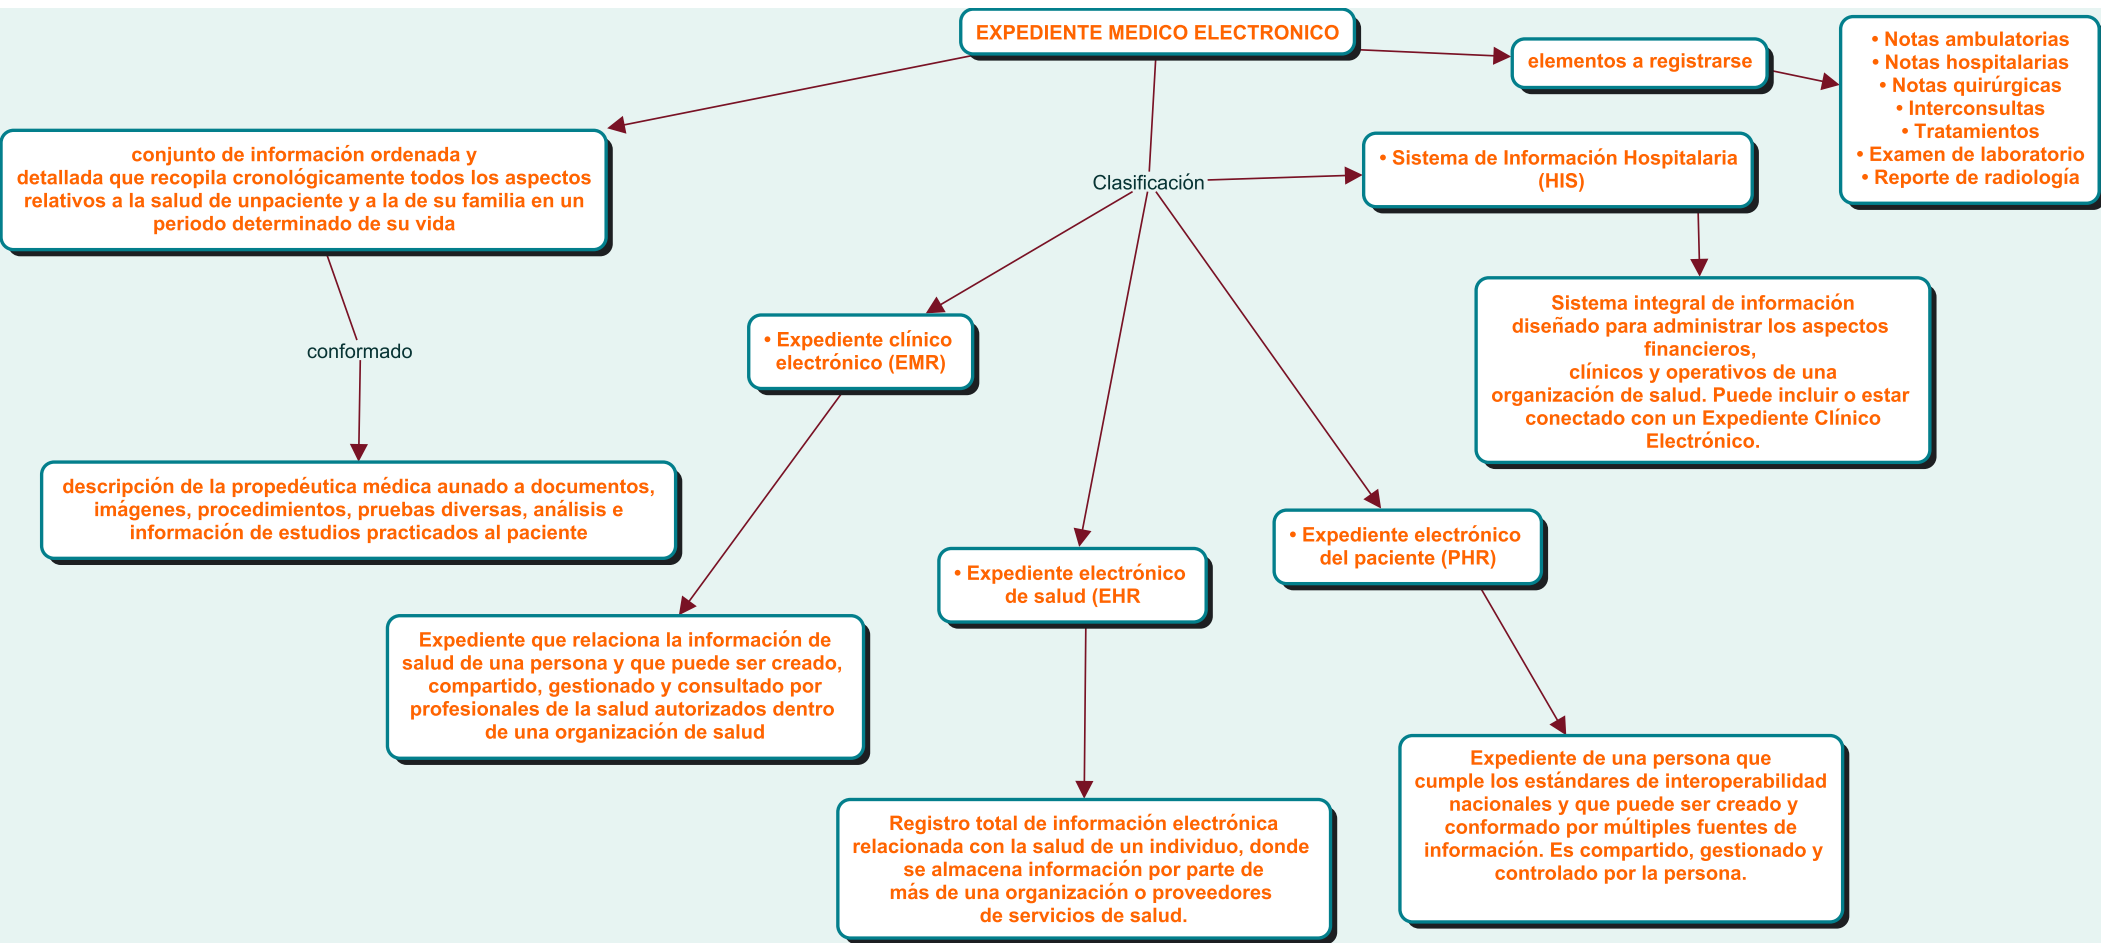 EXPEDIENTE MEDICO ELECTRONICO
elementos a registrarse
• Notas ambulatorias
• Notas hospitalarias
• Notas quirúrgicas
• Interconsultas
• Tratamientos
• Examen de laboratorio
• Reporte de radiología
conjunto de información ordenada y
detallada que recopila cronológicamente todos los aspectos
relativos a la salud de unpaciente y a la de su familia en un
periodo determinado de su vida
Clasificación
• Sistema de Información Hospitalaria
(HIS)
Sistema integral de información
diseñado para administrar los aspectos
financieros,
clínicos y operativos de una
organización de salud. Puede incluir o estar
conectado con un Expediente Clínico
Electrónico.
• Expediente clínico
electrónico (EMR)
conformado
descripción de la propedéutica médica aunado a documentos,
imágenes, procedimientos, pruebas diversas, análisis e
información de estudios practicados al paciente
• Expediente electrónico
del paciente (PHR)
• Expediente electrónico
de salud (EHR
Expediente que relaciona la información de
salud de una persona y que puede ser creado,
compartido, gestionado y consultado por
profesionales de la salud autorizados dentro
de una organización de salud
Expediente de una persona que
cumple los estándares de interoperabilidad
nacionales y que puede ser creado y
conformado por múltiples fuentes de
información. Es compartido, gestionado y
controlado por la persona.
Registro total de información electrónica
relacionada con la salud de un individuo, donde
se almacena información por parte de
más de una organización o proveedores
de servicios de salud.